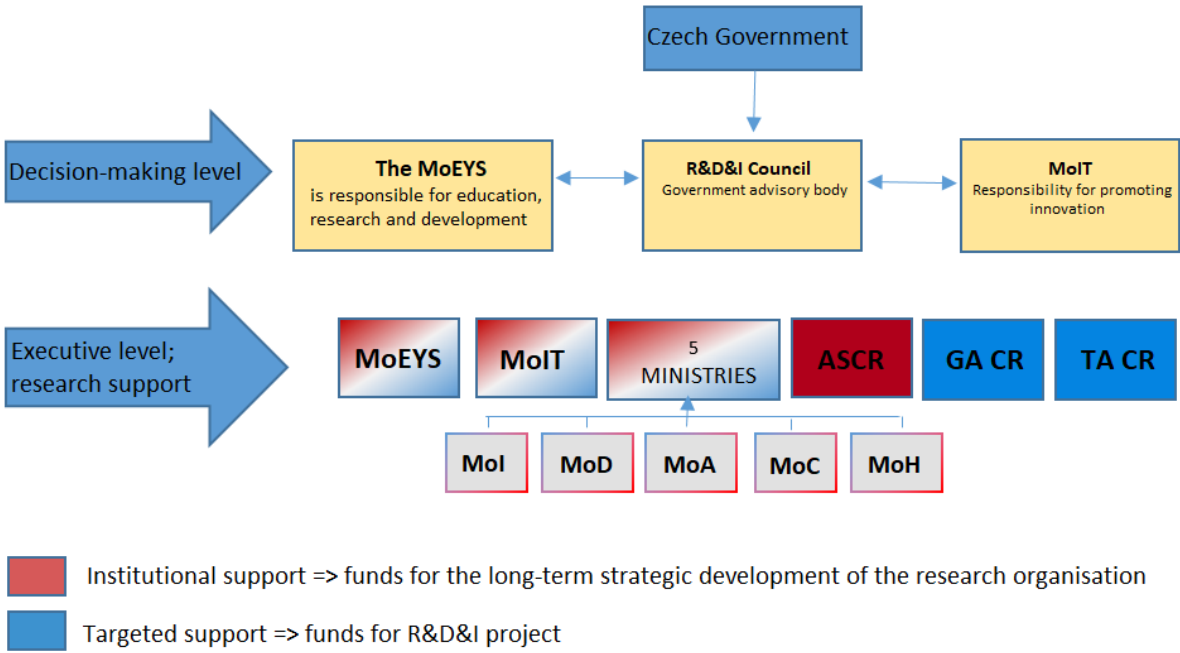 Czech Government
Decision-making level
The MoEYS
is responsible for education,
research and development
R&D&I Council
Government advisory body
MoIT
Responsibility for promoting
innovation
Executive level;
research support
MoEYS
MoIT
5
MINISTRIES
ASCR
GA CR
TA CR
MoI
MoD
MoA
MoC
MoH
Institutional support => funds for the long-term strategic development of the research organisation
Targeted support => funds for R&D&I project